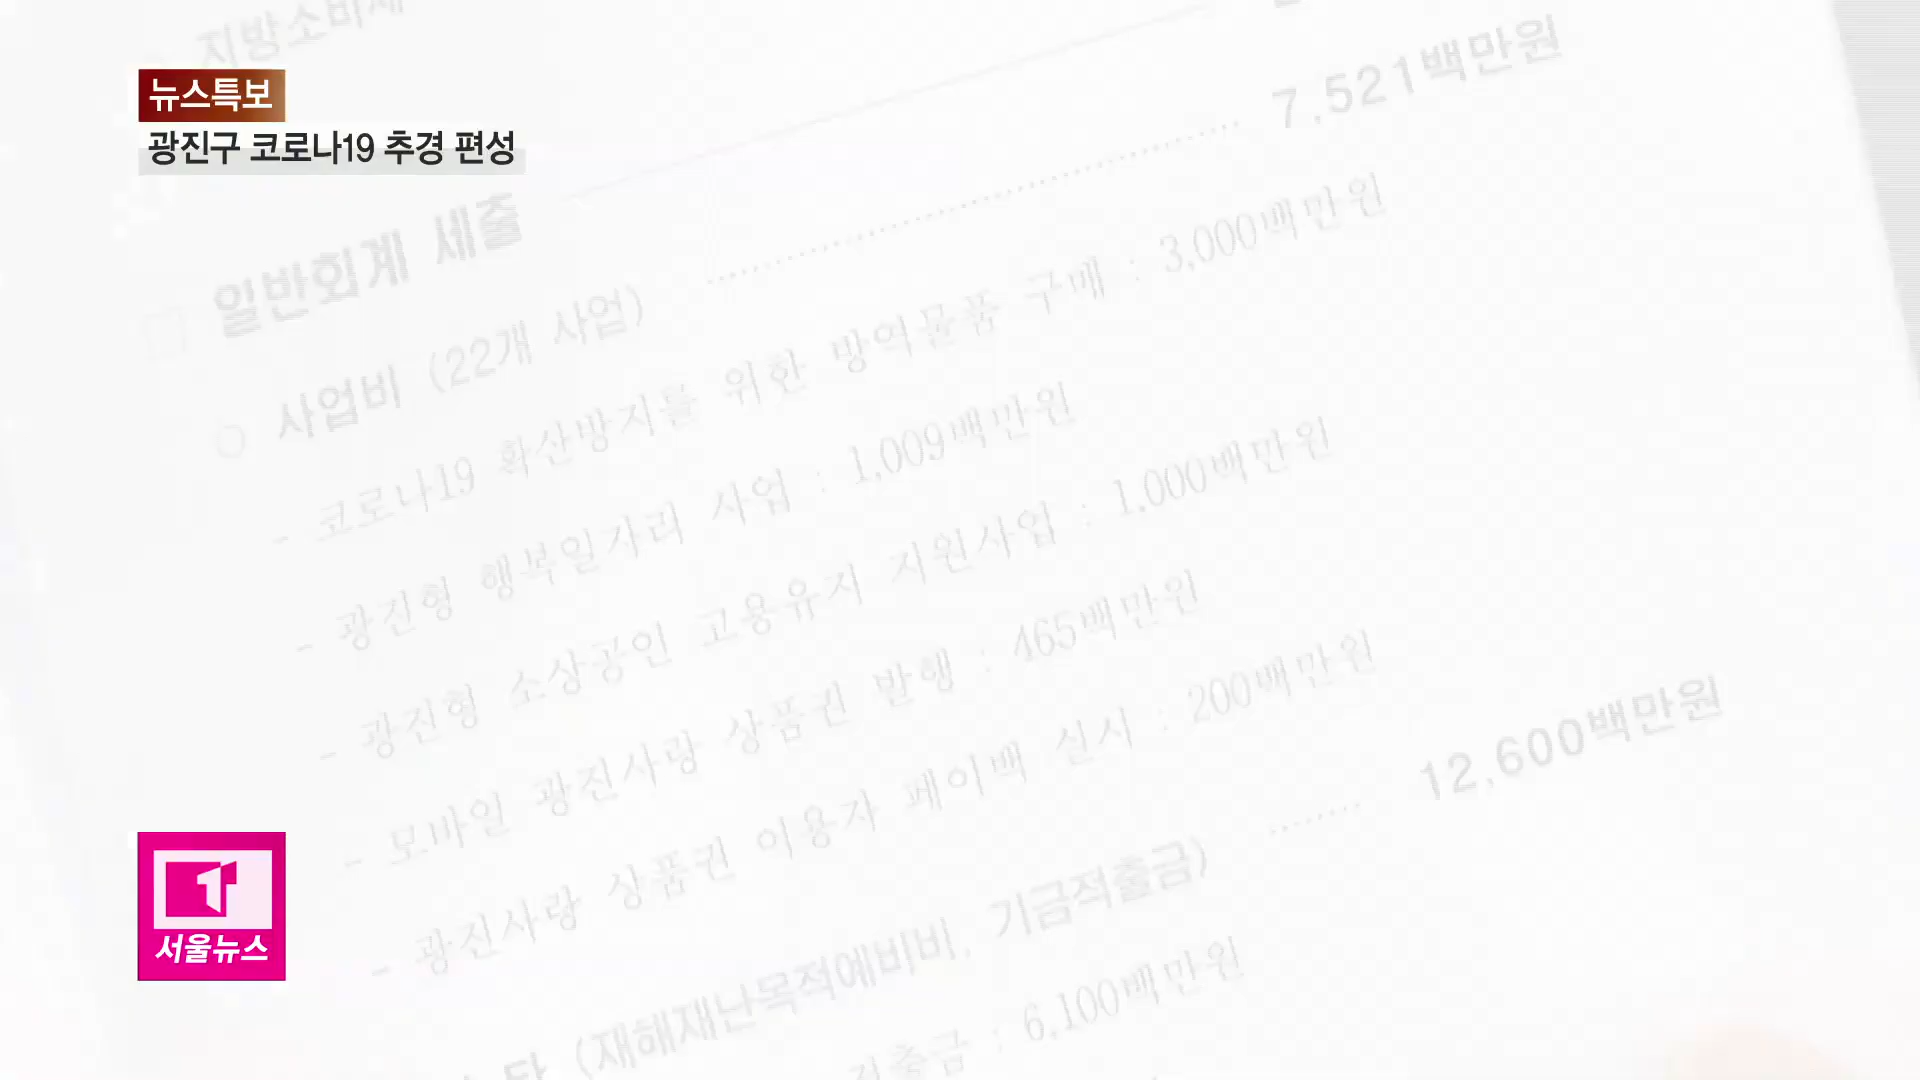 지방소비세
뉴스특보
광진구 코로나19 추경 편성
일반회계 세출
○ 사업비 (22개 사업) 7,521백만원
- 코로나19 확산방지를 위한 방역물품 구매 : 3,000백만원
- 광진형 행복일자리 사업 : 1,009백만원
- 광진형 소상공인 고용유지 지원사업 : 1,000백만원
- 모바일 광진사랑 상품권 발행 : 465백만원
- 광진사랑 상품권 이용자 페이백 실시 : 200백만원
(재해재난목적예비비, 기금적출금) 12,600백만원
: 6,100백만원
서울뉴스